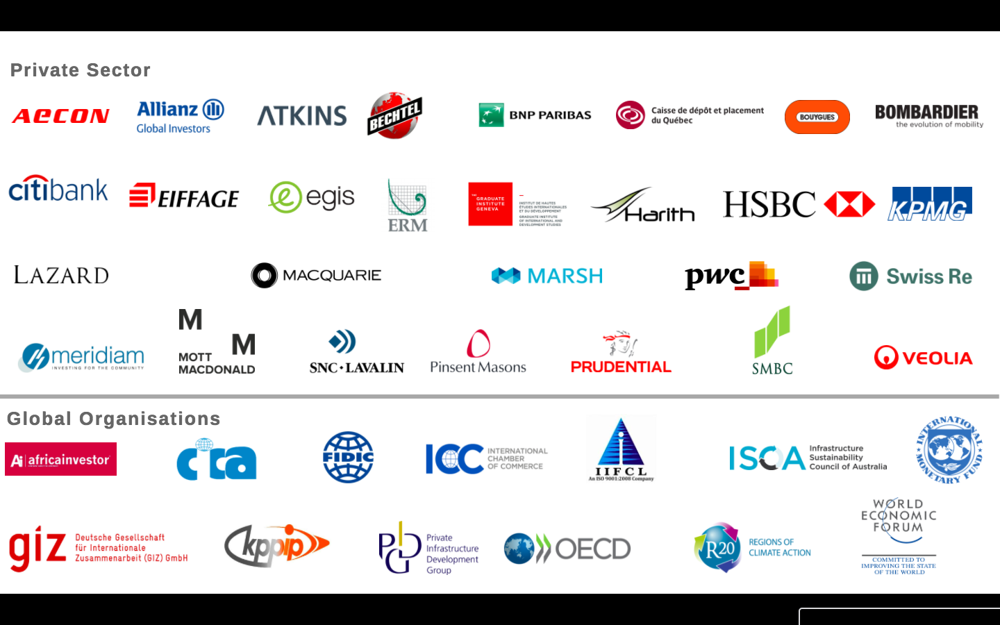 Private Sector
AECON
Allianz
Global Investors
ATKINS
BECHTEL
BNP PARIBAS
Caisse de dépôt et placement
du Québec
BOUYGUES
BOMBARDIER
the evolution of mobility
citibank
EIFFAGE
egis
ERM
THE
GRADUATE
INSTITUTE
GENEVA
INSTITUT DE HAUTES
ÉTUDES INTERNATIONALES
ET DU DÉVELOPPEMENT
GRADUATE INSTITUTE
OF INTERNATIONAL AND
DEVELOPMENT STUDIES
Harith
HSBC
KPMG
LAZARD
MACQUARIE
MARSH
pwc
Swiss Re
meridiam
INVESTING FOR THE COMMUNITY
M
M
MOTT
MACDONALD
SNC·LAVALIN
Pinsent Masons
PRUDENTIAL
SMBC
VEOLIA
Global Organisations
Ai africainvestor
cica
FIDIC
ICC INTERNATIONAL
CHAMBER
OF COMMERCE
IIFCL
An ISO 9001:2008 Company
ISCA
Infrastructure
Sustainability
Council of Australia
INTERNATIONAL
MONETARY FUND
giz
Deutsche Gesellschaft
für Internationale
Zusammenarbeit (GIZ) GmbH
kppip
PIDG
Private
Infrastructure
Development
Group
OECD
R20
REGIONS OF
CLIMATE ACTION
WORLD
ECONOMIC
FORUM
COMMITTED TO
IMPROVING THE STATE
OF THE WORLD